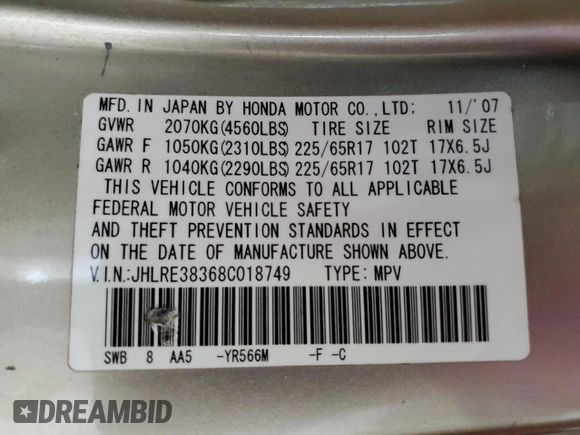 MFD. IN JAPAN BY HONDA MOTOR CO.,LTD: 11/'07
GVWR 2070KG(4560LBS) TIRE SIZE RIM SIZE
GAWR F 1050KG(2310LBS) 225/65R17 102T 17X6.5J
GAWR R 1040KG(2290LBS) 225/65R17 102T 17X6.5J
THIS VEHICLE CONFORMS TO ALL APPLICABLE
FEDERAL MOTOR VEHICLE SAFETY
AND THEFT PREVENTION STANDARDS IN EFFECT
ON THE DATE OF MANUFACTURE SHOWN ABOVE.
V.I.N.:JHLRE38368C018749 TYPE: MPV
SWB 8 AA5 -YR566M -F -C
DREAMBID